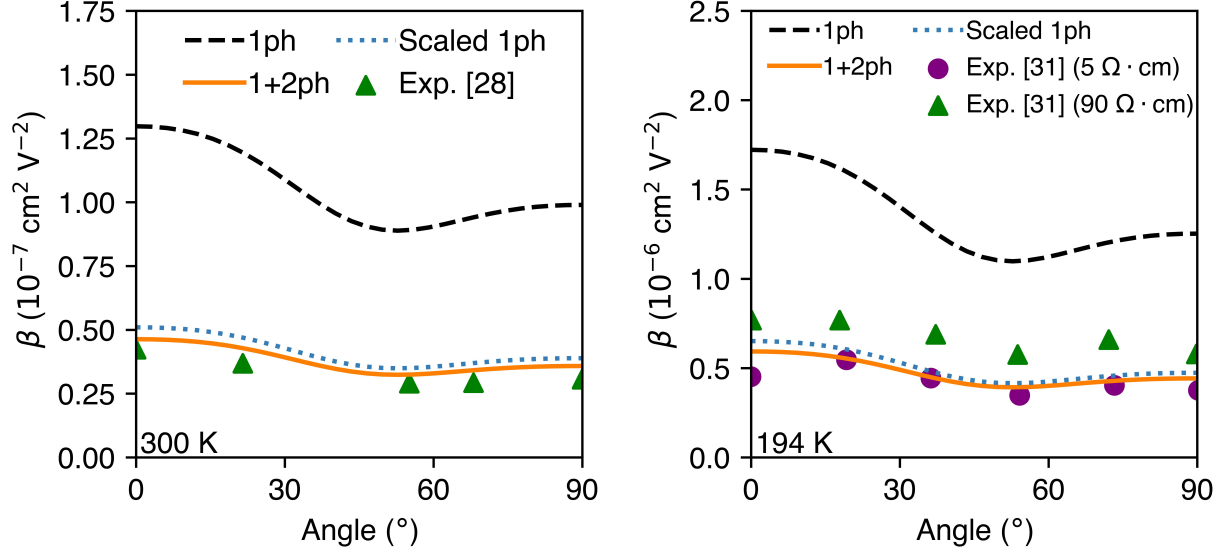 1ph
Scaled 1ph
1+2ph
Exp. [28]
1.75
1.50
1.25
1.00
0.75
0.50
0.25
0.00
β (10⁻⁷ cm² V⁻²)
300 K
0 30 60 90
Angle (°)
1ph
Scaled 1ph
1+2ph
Exp. [31] (5 Ω · cm)
Exp. [31] (90 Ω · cm)
2.5
2.0
1.5
1.0
0.5
0.0
β (10⁻⁶ cm² V⁻²)
194 K
0 30 60 90
Angle (°)